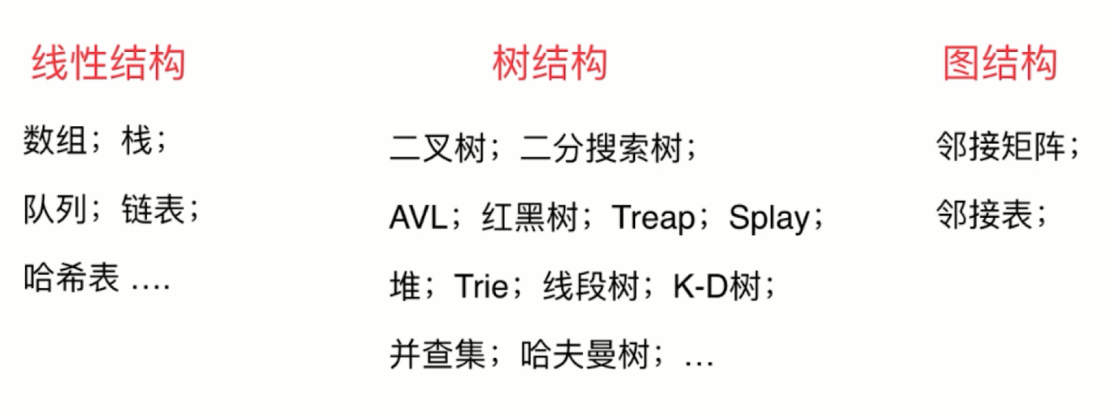 线性结构
数组；栈；
队列；链表；
哈希表 ....
树结构
二叉树；二分搜索树；
AVL；红黑树；Treap；Splay；
堆；Trie；线段树；K-D树；
并查集；哈夫曼树；...
图结构
邻接矩阵；
邻接表；